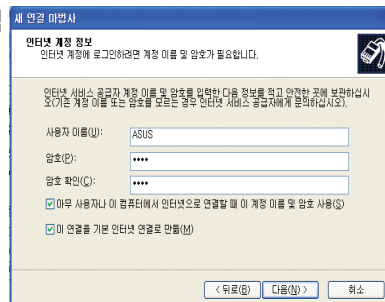 새 연결 마법사
인터넷 계정 정보
인터넷 계정에 로그인하려면 계정 이름 및 암호가 필요합니다.
인터넷 서비스 공급자 계정 이름 및 암호를 입력한 다음 정보를 적고 안전한 곳에 보관하십시
오(기존 계정 이름 또는 암호를 모르는 경우 인터넷 서비스 공급자에게 문의하십시오).
사용자 이름(U): ASUS
암호(P): ••••
암호 확인(C): ••••
아무 사용자나 이 컴퓨터에서 인터넷으로 연결할 때 이 계정 이름 및 암호 사용(S)
이 연결을 기본 인터넷 연결로 만듦(M)
< 뒤로(B) 다음(N) > 취소